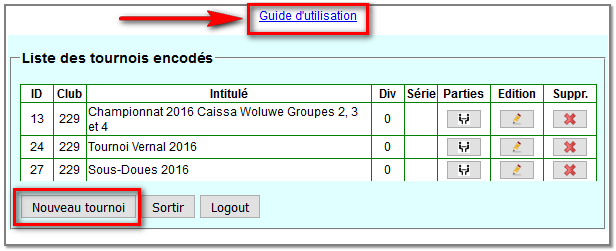 Guide d'utilisation
Liste des tournois encodés
ID Club Intitulé Div Série Parties Edition Suppr.
13 229 Championnat 2016 Caissa Woluwe Groupes 2, 3
et 4 0
24 229 Tournoi Vernal 2016 0
27 229 Sous-Doues 2016 0
Nouveau tournoi Sortir Logout